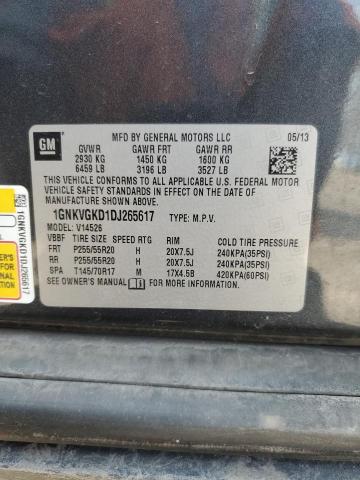 GM
MFD BY GENERAL MOTORS LLC 05/13
GVWR GAWR FRT GAWR RR
2930 KG 1450 KG 1600 KG
6459 LB 3196 LB 3527 LB
THIS VEHICLE CONFORMS TO ALL APPLICABLE U.S. FEDERAL
MOTOR VEHICLE SAFETY STANDARDS IN EFFECT ON THE DATE
OF MANUFACTURE SHOWN ABOVE.
1GNKVGKD1DJ265617 TYPE: M.P.V.
MODEL: V14526
VBBE TIRE SIZE SPEED RTG RIM COLD TIRE PRESSURE
FRT P255/55R20 H 20X7.5J 240KPA(35PSI)
RR P255/55R20 H 20X7.5J 240KPA(35PSI)
SPA T145/70R17 M 17X4.5B 420KPA(60PSI)
SEE OWNER'S MANUAL FOR ADDITIONAL INFORMATION
1GNKVGKD1DJ265617